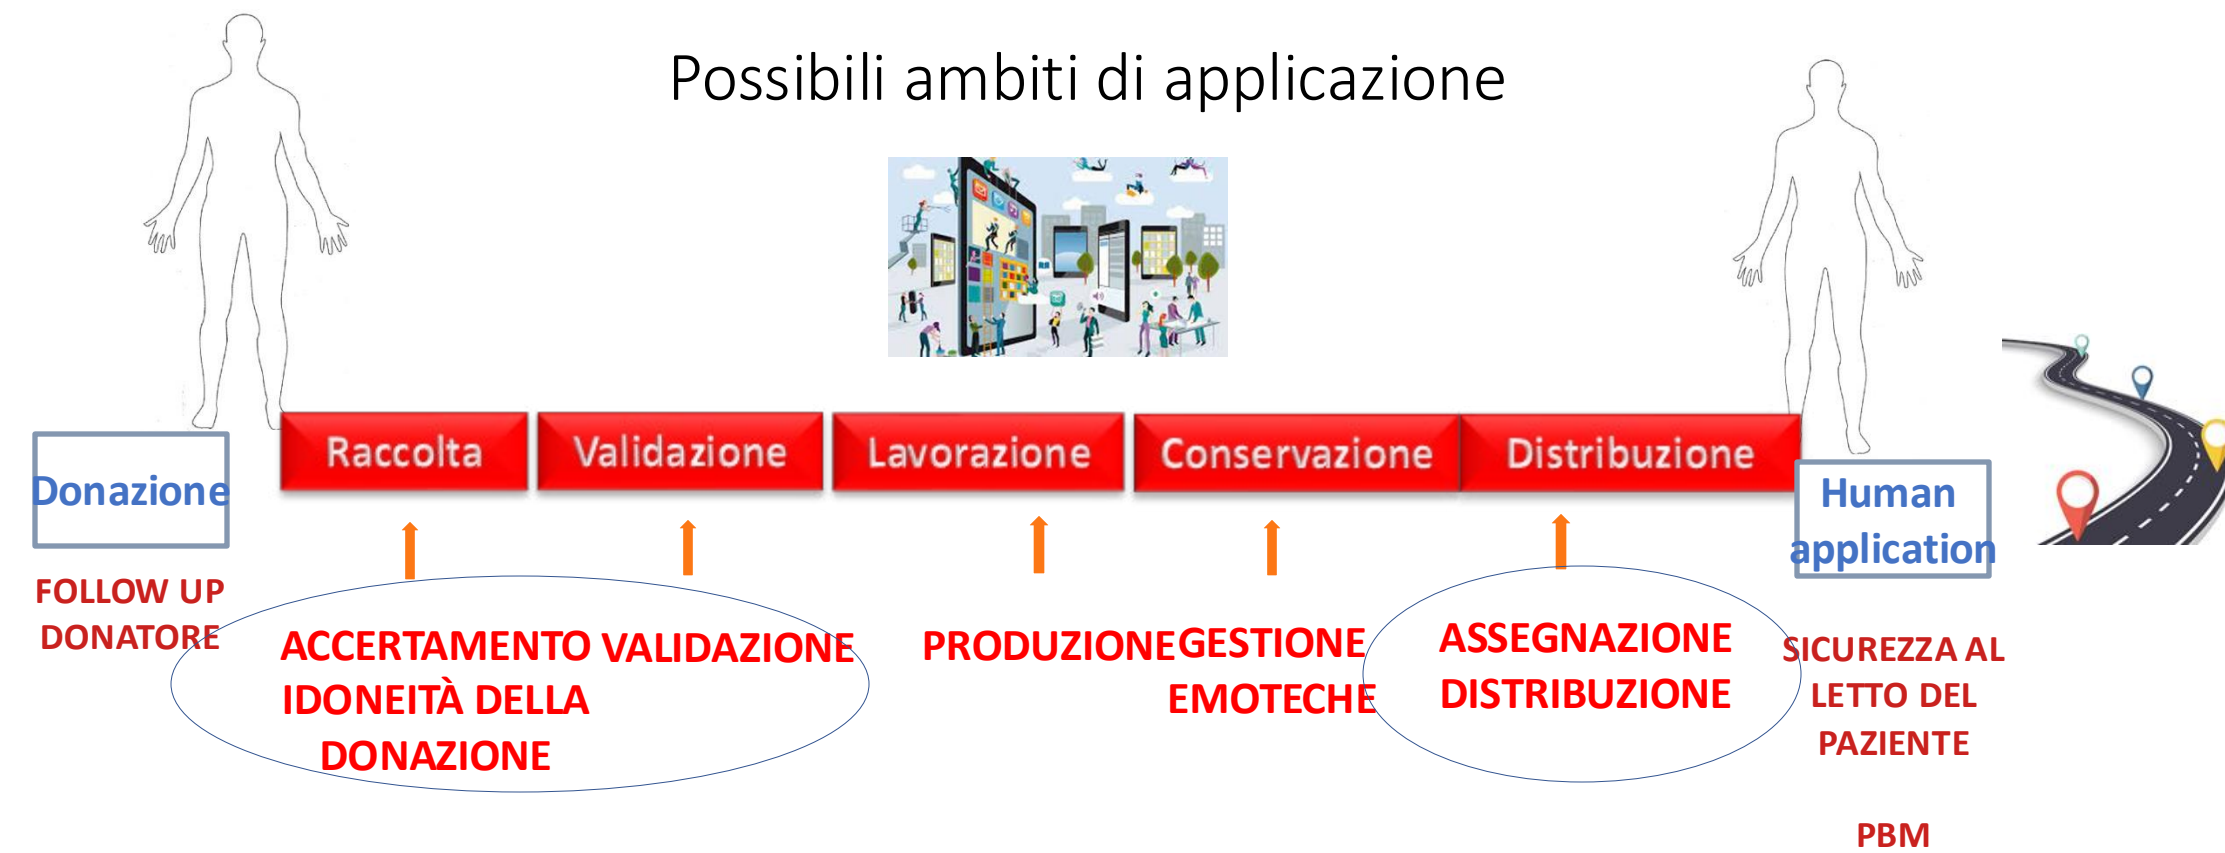 Possibili ambiti di applicazione
Raccolta
Validazione
Lavorazione
Conservazione
Distribuzione
Donazione
Human
application
FOLLOW UP
DONATORE
ACCERTAMENTO
IDONEITÀ DELLA
DONAZIONE
VALIDAZIONE
PRODUZIONE
GESTIONE
EMOTECHE
ASSEGNAZIONE
DISTRIBUZIONE
SICUREZZA AL
LETTO DEL
PAZIENTE
PBM